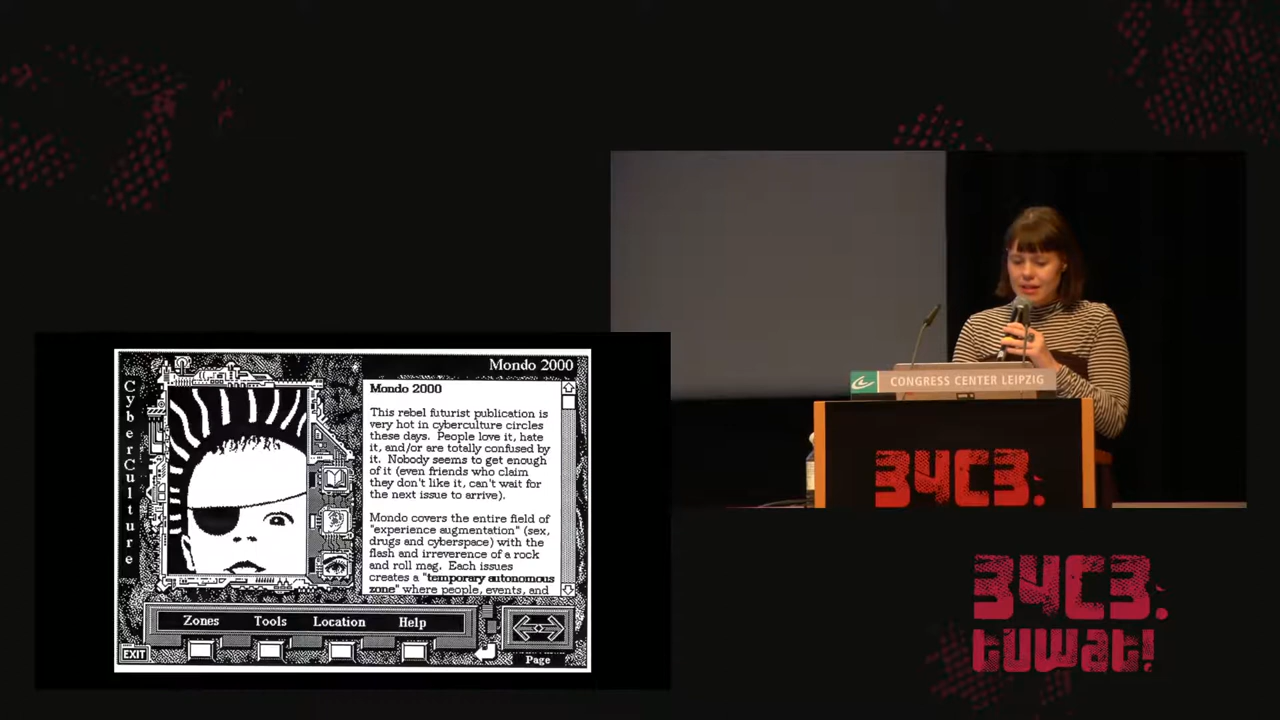 CyberCulture
Mondo 2000
Mondo 2000
This rebel futurist publication is
very hot in cyberculture circles
these days. People love it, hate
it, and/or are totally confused by
it. Nobody seems to get enough
of it (even friends who claim
they don't like it, can't wait for
the next issue to arrive).
Mondo covers the entire field of
"experience augmentation" (sex,
drugs and cyberspace) with the
flash and irreverence of a rock
and roll mag. Each issues
creates a "temporary autonomous
zone" where people, events, and
Zones Tools Location Help
EXIT
Page
CONGRESS CENTER LEIPZIG
34C3:
34C3:
tuwat!